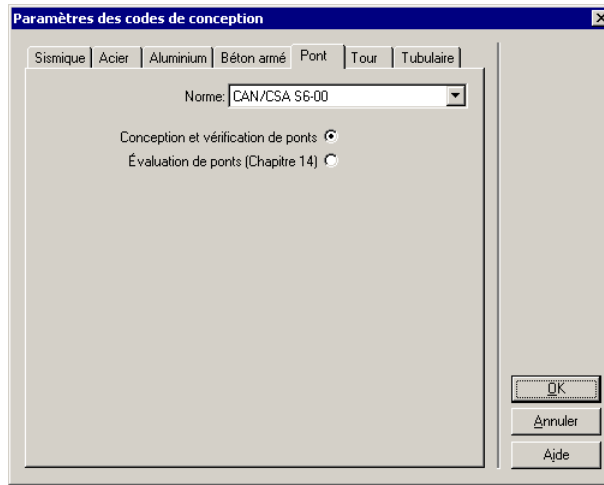 Paramètres des codes de conception
Sismique Acier Aluminium Béton armé Pont Tour Tubulaire
Norme: CAN/CSA S6-00
Conception et vérification de ponts
Évaluation de ponts (Chapitre 14)
OK
Annuler
Aide